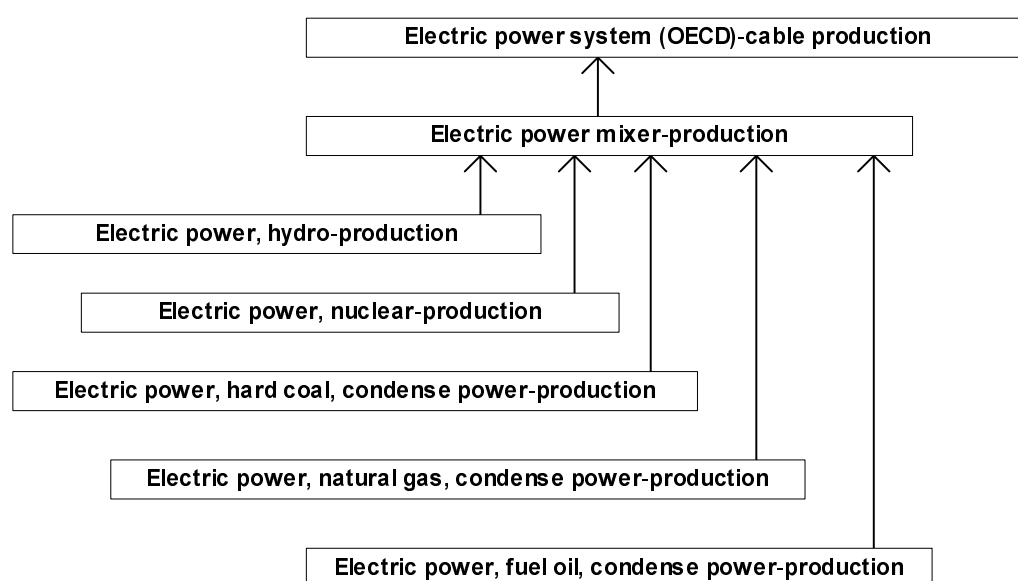 Electric power system (OECD)-cable production
Electric power mixer-production
Electric power, hydro-production
Electric power, nuclear-production
Electric power, hard coal, condense power-production
Electric power, natural gas, condense power-production
Electric power, fuel oil, condense power-production